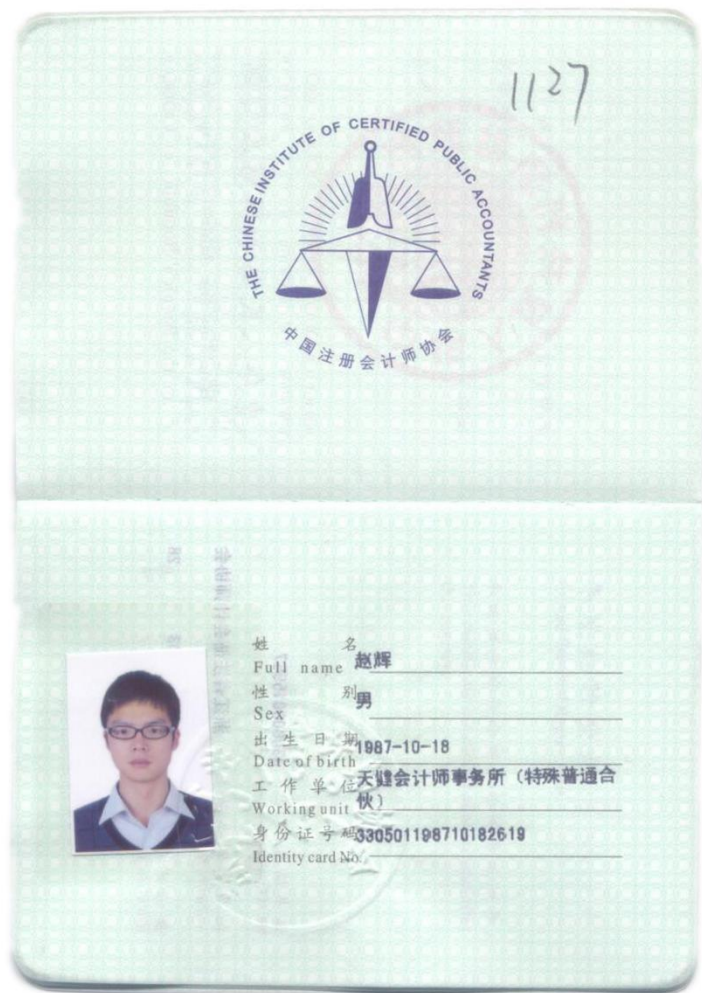 1127
THE CHINESE INSTITUTE OF CERTIFIED PUBLIC ACCOUNTANTS
中国注册会计师协会
姓 名 赵辉
Full name
性 别 男
Sex
出生日期 1987-10-18
Date of birth
工作单位 天健会计师事务所（特殊普通合
Working unit 伙）
身份证号码 330501198710182619
Identity card No.